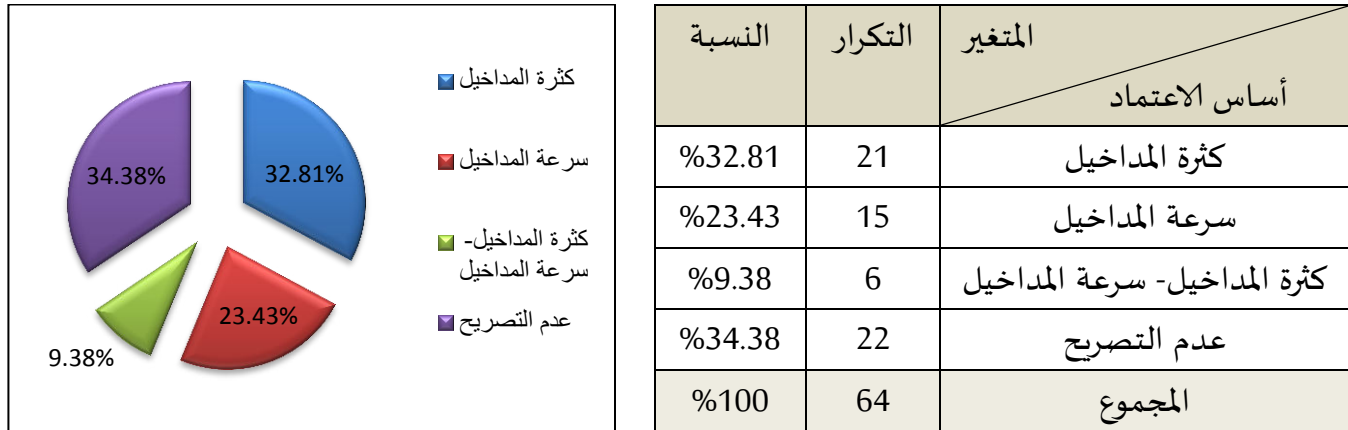 المتغير
أساس الاعتماد
التكرار
النسبة
كثرة المداخيل 21 %32.81
سرعة المداخيل 15 %23.43
كثرة المداخيل- سرعة المداخيل 6 %9.38
عدم التصريح 22 %34.38
المجموع 64 %100
كثرة المداخيل
سرعة المداخيل
كثرة المداخيل-
سرعة المداخيل
عدم التصريح
34.38%
32.81%
23.43%
9.38%